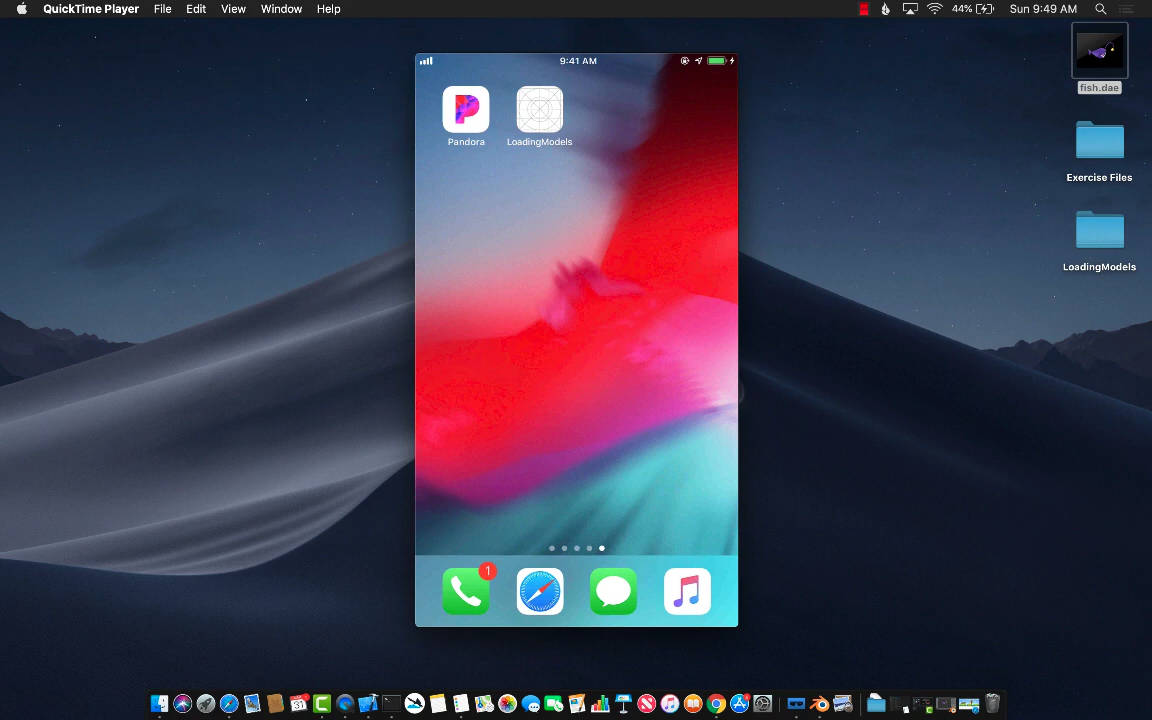 QuickTime Player File Edit View Window Help 44% Sun 9:49 AM
9:41 AM
fish.dae
Pandora LoadingModels
Exercise Files
LoadingModels
1
31